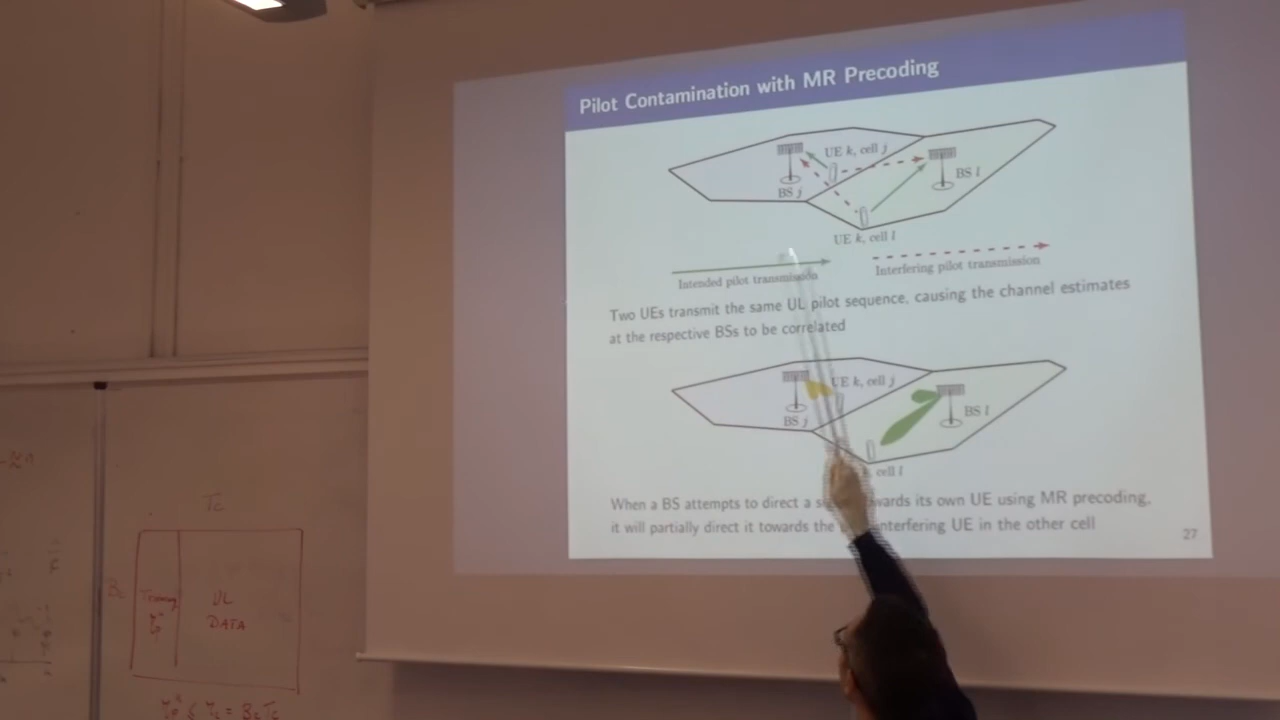 Pilot Contamination with MR Precoding
UE k, cell j
BS j
BS l
UE k, cell l
Intended pilot transmission
Interfering pilot transmission
Two UEs transmit the same UL pilot sequence, causing the channel estimates
at the respective BSs to be correlated
UE k, cell j
BS j
BS l
cell l
When a BS attempts to direct a wards its own UE using MR precoding,
it will partially direct it towards the interfering UE in the other cell
27
Tc
Bc
UL
DATA